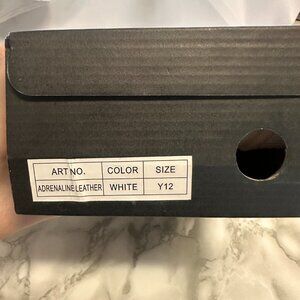 ART NO. COLOR SIZE
ADRENALINE LEATHER WHITE Y12